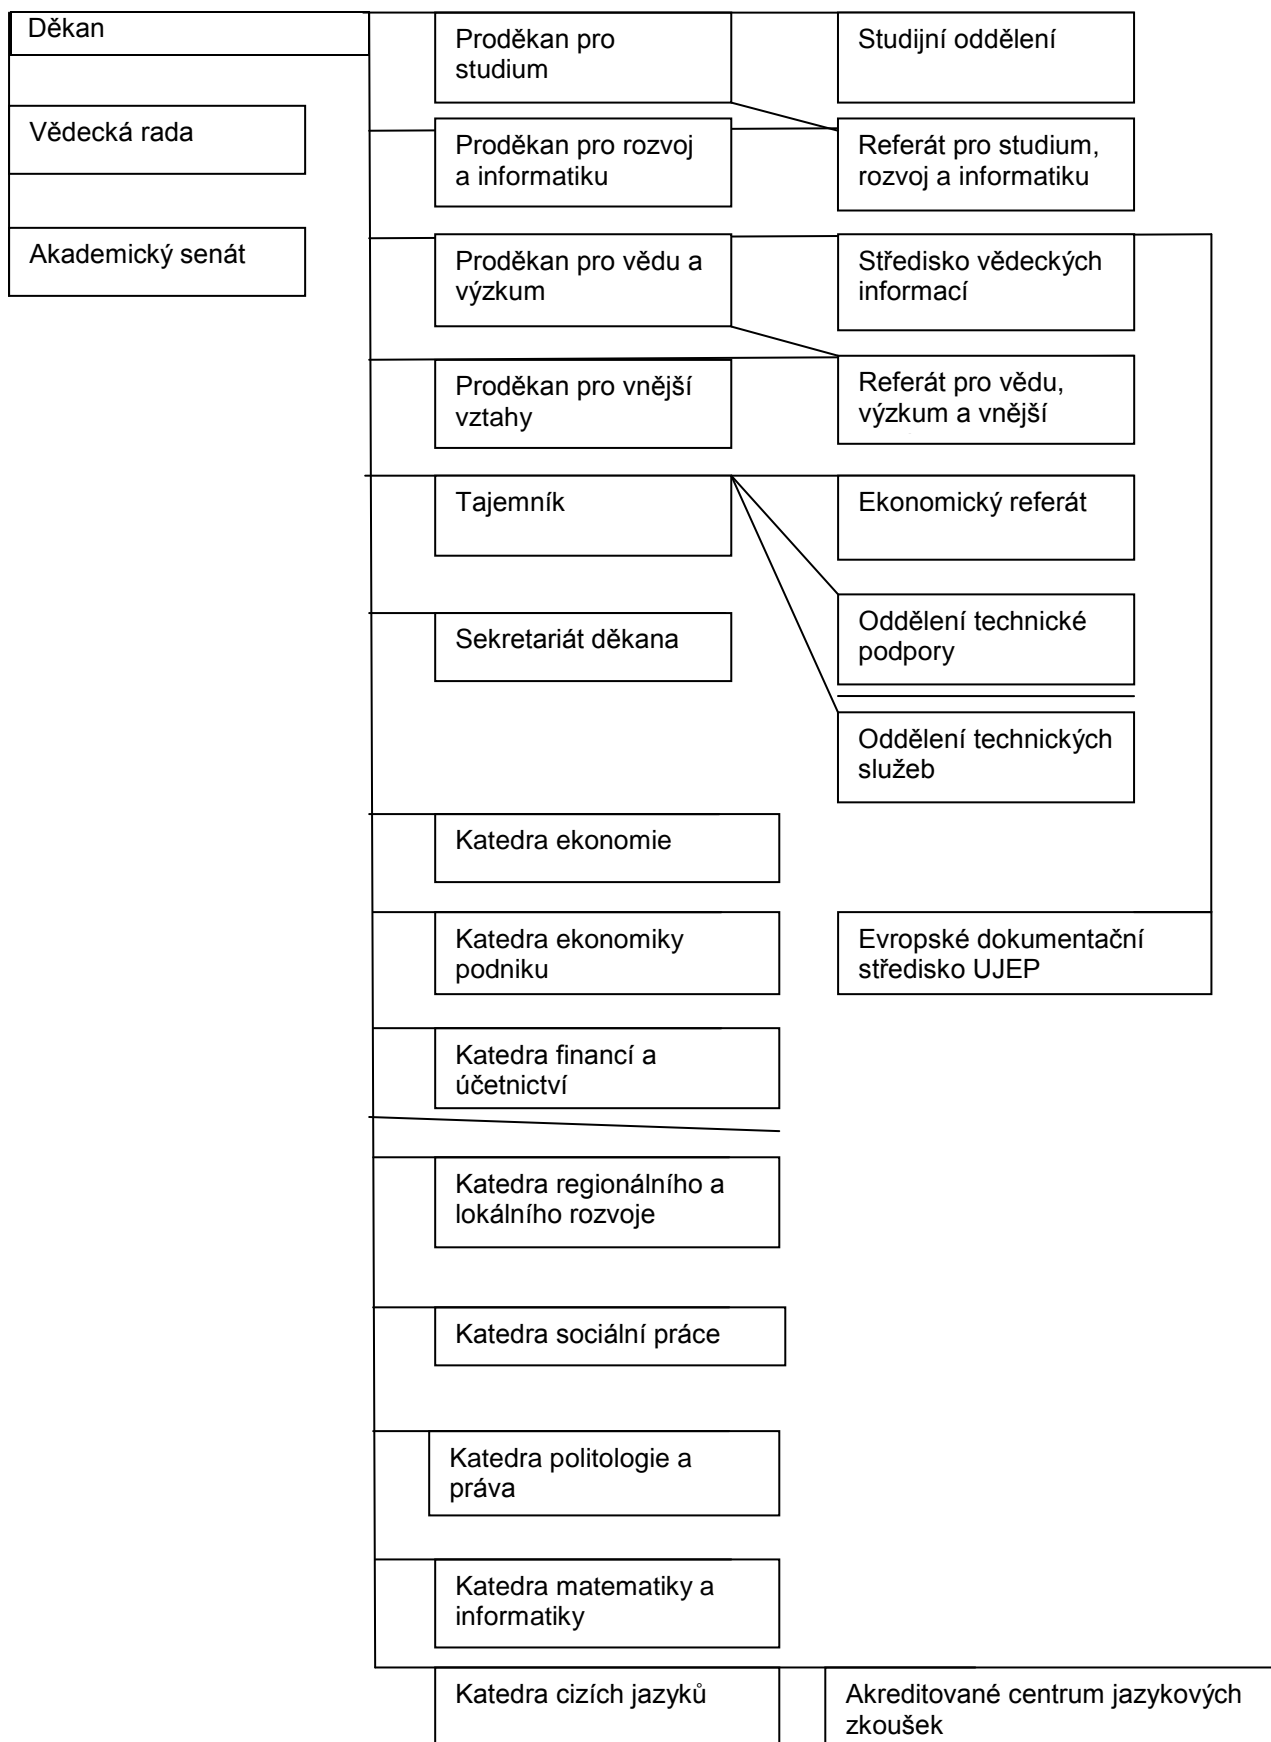 Děkan
Proděkan pro
studium
Studijní oddělení
Vědecká rada
Proděkan pro rozvoj
a informatiku
Referát pro studium,
rozvoj a informatiku
Akademický senát
Proděkan pro vědu a
výzkum
Středisko vědeckých
informací
Proděkan pro vnější
vztahy
Referát pro vědu,
výzkum a vnější
Tajemník
Ekonomický referát
Sekretariát děkana
Oddělení technické
podpory
Oddělení technických
služeb
Katedra ekonomie
Katedra ekonomiky
podniku
Evropské dokumentační
středisko UJEP
Katedra financí a
účetnictví
Katedra regionálního a
lokálního rozvoje
Katedra sociální práce
Katedra politologie a
práva
Katedra matematiky a
informatiky
Katedra cizích jazyků
Akreditované centrum jazykových
zkoušek